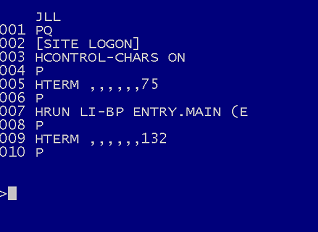 JLL
001 PQ
002 [SITE LOGON]
003 HCONTROL-CHARS ON
004 P
005 HTERM ,,,,,,75
006 P
007 HRUN LI-BP ENTRY.MAIN (E
008 P
009 HTERM ,,,,,,132
010 P
>